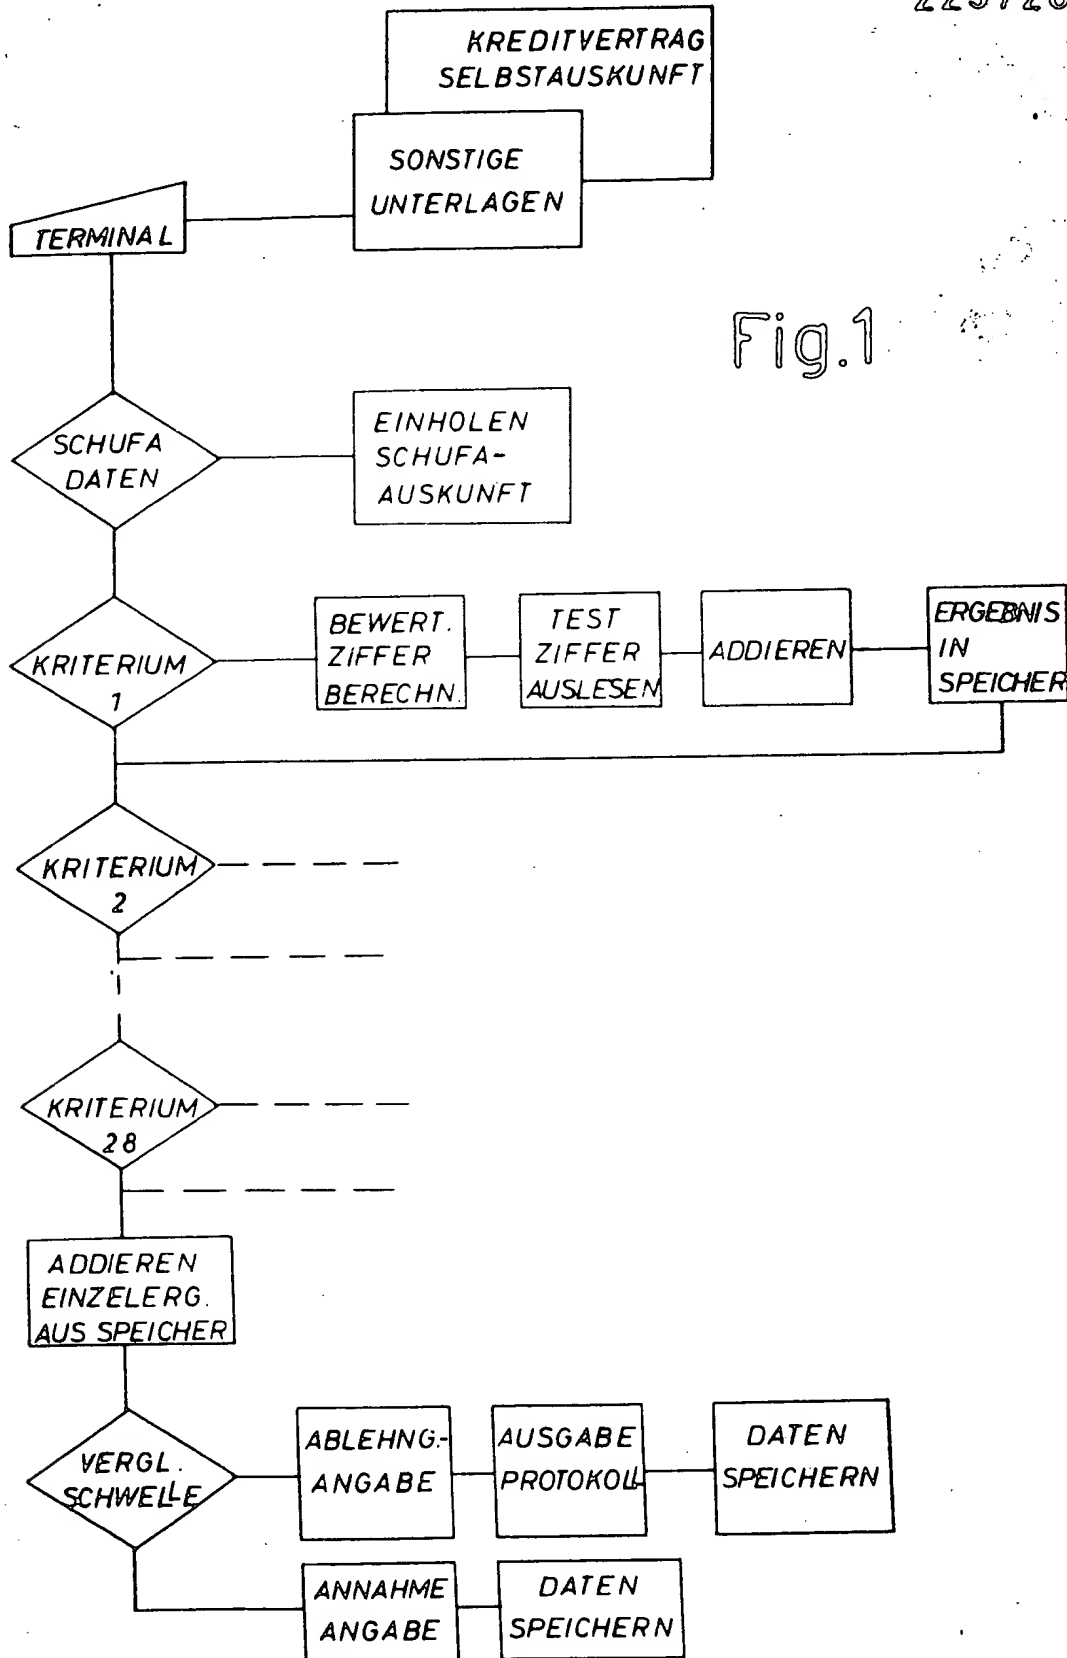 KREDITVERTRAG
SELBSTAUSKUNFT
SONSTIGE
UNTERLAGEN
TERMINAL
Fig.1
SCHUFA
DATEN
EINHOLEN
SCHUFA-
AUSKUNFT
KRITERIUM
1
BEWERT.
ZIFFER
BERECHN.
TEST
ZIFFER
AUSLESEN
ADDIEREN
ERGEBNIS
IN
SPEICHER
KRITERIUM
2
KRITERIUM
28
ADDIEREN
EINZELERG.
AUS SPEICHER
VERGL.
SCHWELLE
ABLEHNG.-
ANGABE
AUSGABE
PROTOKOLL
DATEN
SPEICHERN
ANNAHME
ANGABE
DATEN
SPEICHERN